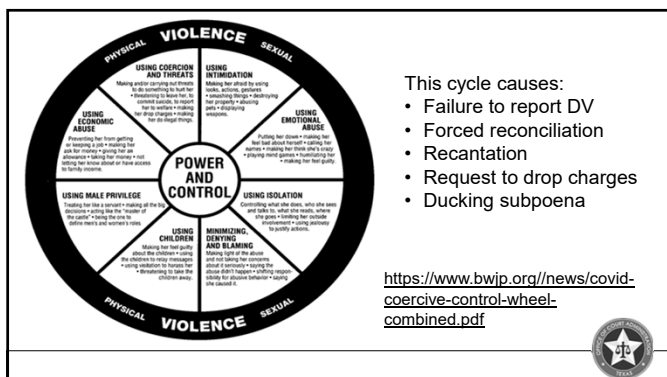 PHYSICAL VIOLENCE SEXUAL
USING COERCION
AND THREATS
Making and/or carrying out threats
to do something to hurt her
• threatening to leave her, to
commit suicide, to report
her to welfare • making
her drop charges • making
her do illegal things.
USING
INTIMIDATION
Making her afraid by using
looks, actions, gestures
• smashing things • destroying
her property • abusing
pets • displaying
weapons.
USING
ECONOMIC
ABUSE
Preventing her from getting
or keeping a job • making her
ask for money • giving her an
allowance • taking her money • not
letting her know about or have access
to family income.
USING
EMOTIONAL
ABUSE
Putting her down • making her
feel bad about herself • calling her
names • making her think she's crazy
• playing mind games • humiliating her
• making her feel guilty.
POWER
AND
CONTROL
USING MALE PRIVILEGE
Treating her like a servant • making all the big
decisions • acting like the "master of
the castle" • being the one to
define men's and women's roles
USING ISOLATION
Controlling what she does, who she sees
and talks to, what she reads, where
she goes • limiting her outside
involvement • using jealousy
to justify actions.
USING
CHILDREN
Making her feel guilty
about the children • using
the children to relay messages
• using visitation to harass her
• threatening to take the
children away.
MINIMIZING,
DENYING
AND BLAMING
Making light of the abuse
and not taking her concerns
about it seriously • saying the
abuse didn't happen • shifting respon-
sibility for abusive behavior • saying
she caused it.
PHYSICAL VIOLENCE SEXUAL
This cycle causes:
• Failure to report DV
• Forced reconciliation
• Recantation
• Request to drop charges
• Ducking subpoena
https://www.bwjp.org//news/covid-
coercive-control-wheel-
combined.pdf
OFFICE OF COURT ADMINISTRATION
TEXAS